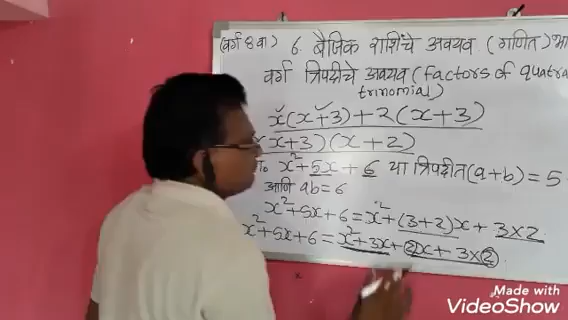 (वर्ग 8 वा) 6. बैजिक राशिंचे अवयव (गणित) भा
वर्ग त्रिपदीचे अवयव (factors of quatra
trinomial)
x(x+3)+2(x+3)
x+3)(x+2)
x²+5x+6 या त्रिपदीत (a+b)=5
आणि ab=6
x²+5x+6=x²+(3+2)x+3×2
x²+5x+6=x²+3x+2x+3×2
Made with
VideoShow